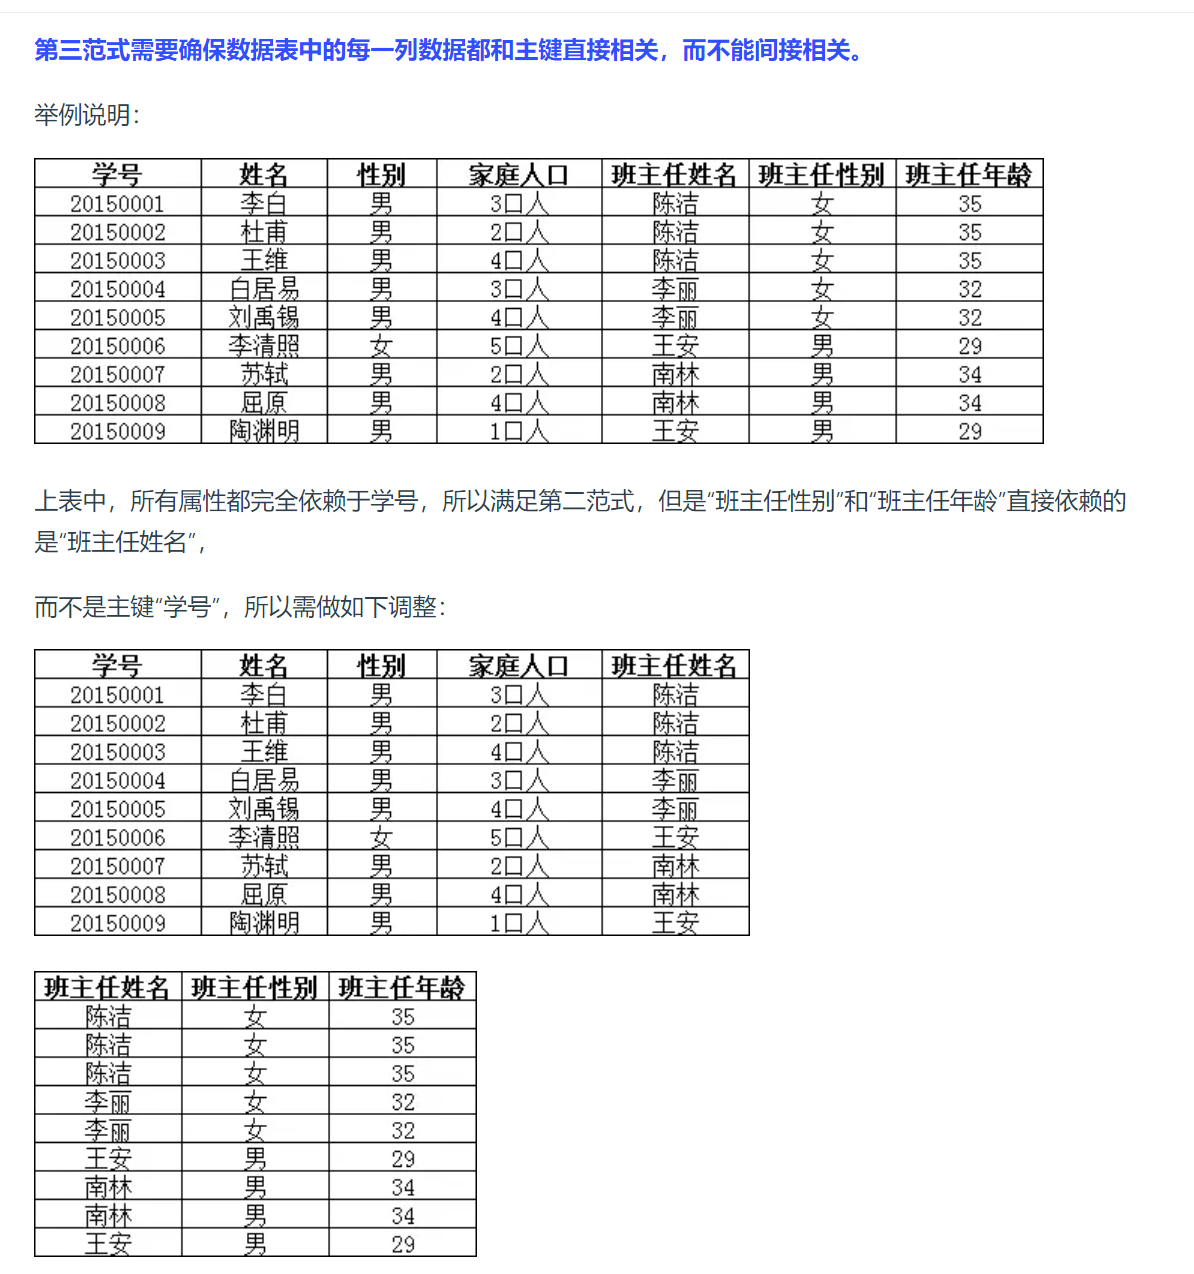 第三范式需要确保数据表中的每一列数据都和主键直接相关，而不能间接相关。
举例说明：
学号 姓名 性别 家庭人口 班主任姓名 班主任性别 班主任年龄
20150001 李白 男 3口人 陈洁 女 35
20150002 杜甫 男 2口人 陈洁 女 35
20150003 王维 男 4口人 陈洁 女 35
20150004 白居易 男 3口人 李丽 女 32
20150005 刘禹锡 男 4口人 李丽 女 32
20150006 李清照 女 5口人 王安 男 29
20150007 苏轼 男 2口人 南林 男 34
20150008 屈原 男 4口人 南林 男 34
20150009 陶渊明 男 1口人 王安 男 29
上表中，所有属性都完全依赖于学号，所以满足第二范式，但是“班主任性别”和“班主任年龄”直接依赖的
是“班主任姓名”，
而不是主键“学号”，所以需做如下调整：
学号 姓名 性别 家庭人口 班主任姓名
20150001 李白 男 3口人 陈洁
20150002 杜甫 男 2口人 陈洁
20150003 王维 男 4口人 陈洁
20150004 白居易 男 3口人 李丽
20150005 刘禹锡 男 4口人 李丽
20150006 李清照 女 5口人 王安
20150007 苏轼 男 2口人 南林
20150008 屈原 男 4口人 南林
20150009 陶渊明 男 1口人 王安
班主任姓名 班主任性别 班主任年龄
陈洁 女 35
陈洁 女 35
陈洁 女 35
李丽 女 32
李丽 女 32
王安 男 29
南林 男 34
南林 男 34
王安 男 29